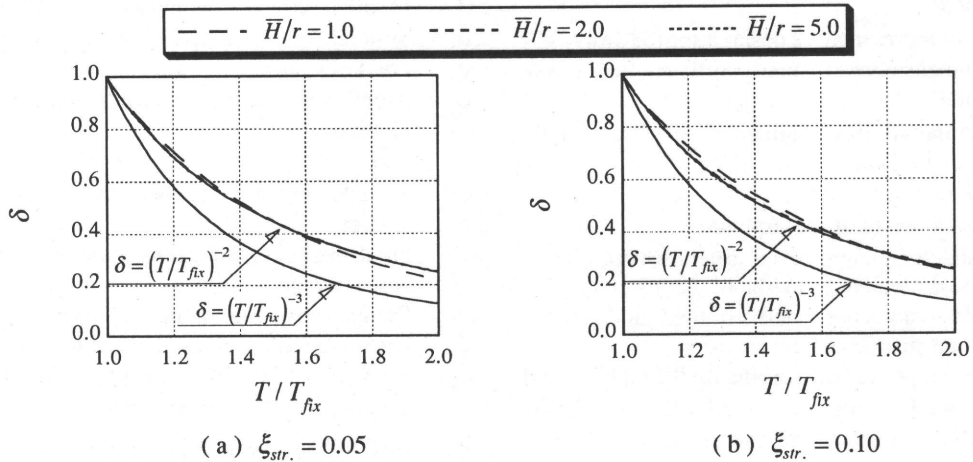 H̅/r = 1.0 H̅/r = 2.0 H̅/r = 5.0
1.0
0.8
0.6
0.4
0.2
0.0
δ
δ = (T/T_fix)^−2
δ = (T/T_fix)^−3
1.0 1.2 1.4 1.6 1.8 2.0
T / T_fix
(a) ξ_str. = 0.05
1.0
0.8
0.6
0.4
0.2
0.0
δ
δ = (T/T_fix)^−2
δ = (T/T_fix)^−3
1.0 1.2 1.4 1.6 1.8 2.0
T / T_fix
(b) ξ_str. = 0.10